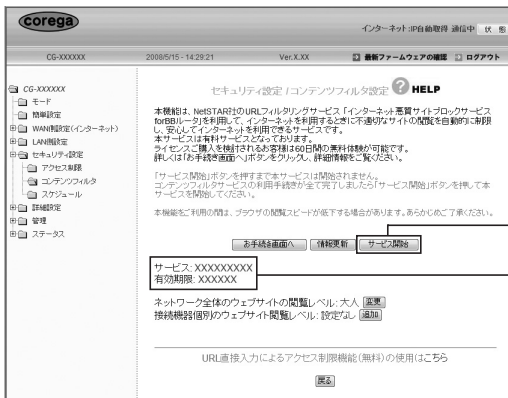 corega
インターネット:IP自動取得 通信中 状 態
CG-XXXXXX 2008/5/15 - 14:29:21 Ver.X.XX 最新ファームウェアの確認 ログアウト
CG-XXXXXX
モード
簡単設定
WAN側設定(インターネット)
LAN側設定
セキュリティ設定
アクセス制限
コンテンツフィルタ
スケジュール
詳細設定
管理
ステータス
セキュリティ設定 / コンテンツフィルタ設定 ? HELP
本機能は、NetSTAR社のURLフィルタリングサービス「インターネット悪質サイトブロックサービス
forBBルータ」を利用して、インターネットを利用するときに不適切なサイトの閲覧を自動的に制限
し、安心してインターネットを利用できるサービスです。
本サービスは有料サービスとなっております。
ライセンスご購入を検討されるお客様は60日間の無料体験が可能です。
詳しくは「お手続き画面へ」ボタンをクリックし、詳細情報をご覧ください。
「サービス開始」ボタンを押すまで本サービスは開始されません。
コンテンツフィルタサービスの利用手続きが全て完了しましたら「サービス開始」ボタンを押して本
サービスを開始してください。
本機能をご利用の間は、ブラウザの閲覧スピードが低下する場合があります。あらかじめご了承ください。
お手続き画面へ 情報更新 サービス開始
サービス: XXXXXXXXX
有効期限: XXXXXX
ネットワーク全体のウェブサイトの閲覧レベル: 大人 変更
接続機器個別のウェブサイト閲覧レベル: 設定なし 追加
URL直接入力によるアクセス制限機能(無料)の使用はこちら
戻る